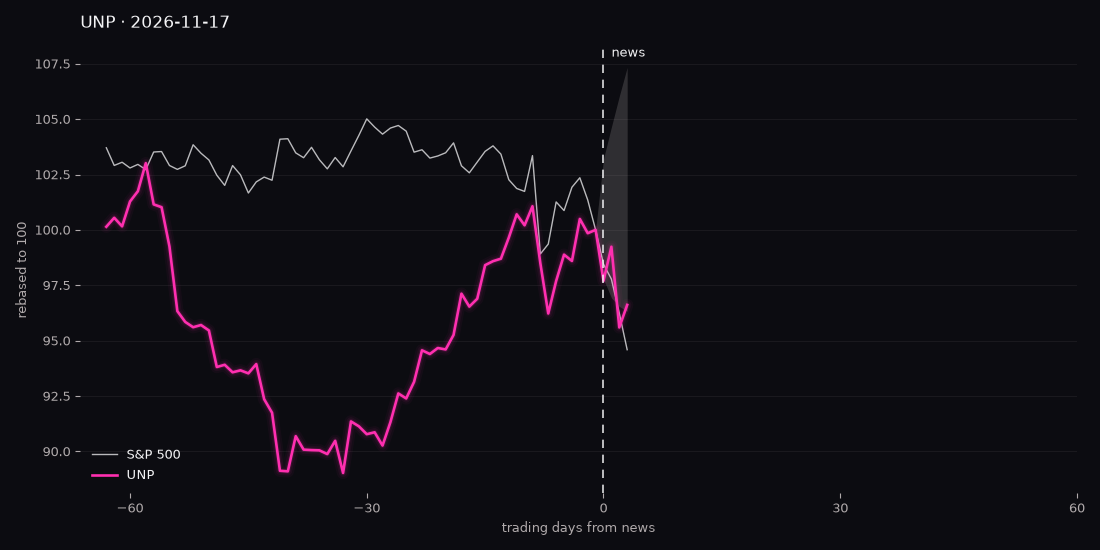 UNP · 2026-11-17
news
107.5
105.0
102.5
100.0
97.5
95.0
92.5
90.0
rebased to 100
S&P 500
UNP
−60
−30
0
30
60
trading days from news